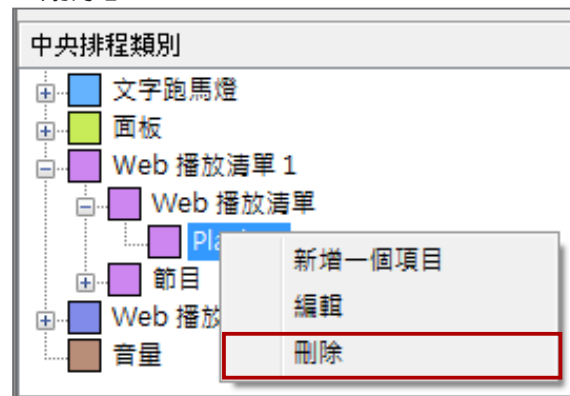 中央排程類別
文字跑馬燈
面板
Web 播放清單 1
Web 播放清單
節目
Web 播放
音量
新增一個項目
編輯
刪除